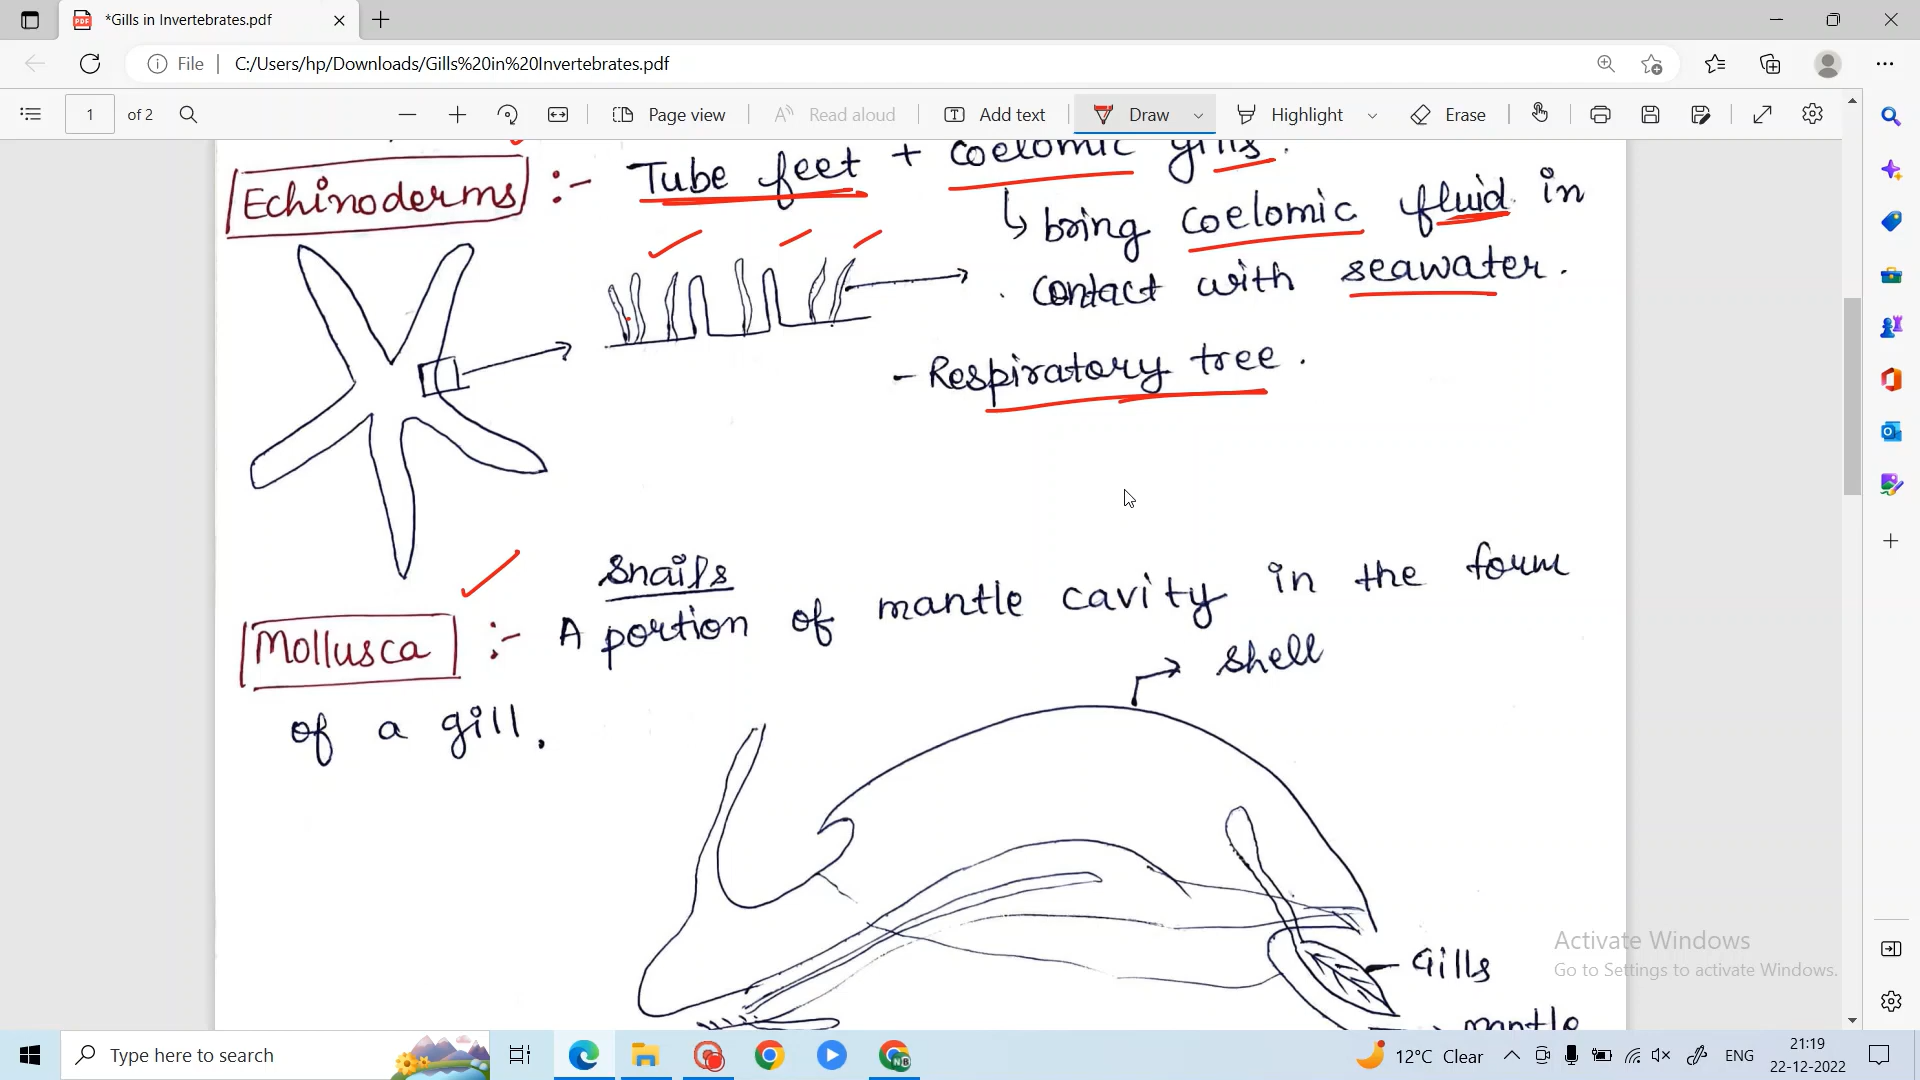 *Gills in Invertebrates.pdf
File C:/Users/hp/Downloads/Gills%20in%20Invertebrates.pdf
1 of 2 Page view Read aloud Add text Draw Highlight Erase
Echinoderms :- Tube feet + coelomic gills.
bring coelomic fluid in
contact with seawater.
- Respiratory tree.
Snails
Mollusca :- A portion of mantle cavity in the form
of a gill.
shell
Gills
mantle
Activate Windows
Go to Settings to activate Windows.
Type here to search
12°C Clear
ENG
21:19
22-12-2022